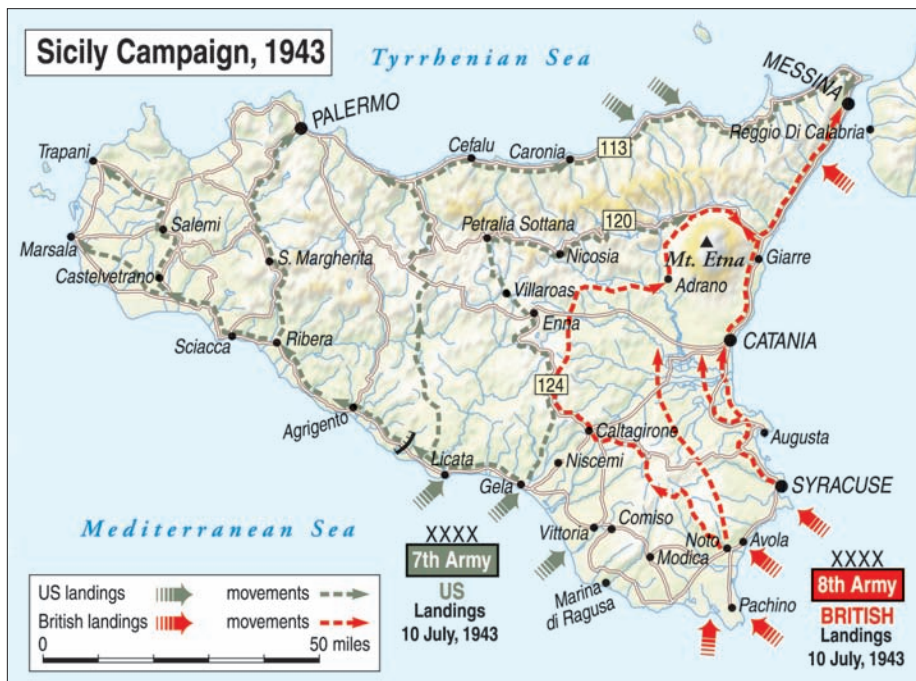 Sicily Campaign, 1943
Tyrrhenian Sea
MESSINA
PALERMO
Reggio Di Calabria
Trapani
Cefalu
Caronia
113
Salemi
Petralia Sottana
120
Marsala
S. Margherita
Nicosia
Mt. Etna
Giarre
Castelvetrano
Villaroas
Adrano
Enna
Sciacca
Ribera
CATANIA
124
Agrigento
Caltagirone
Augusta
Licata
Niscemi
Gela
SYRACUSE
Mediterranean Sea
Vittoria
Comiso
Noto
Avola
Modica
Marina
di Ragusa
Pachino
XXXX
7th Army
US
Landings
10 July, 1943
XXXX
8th Army
BRITISH
Landings
10 July, 1943
US landings
movements
British landings
movements
0
50 miles